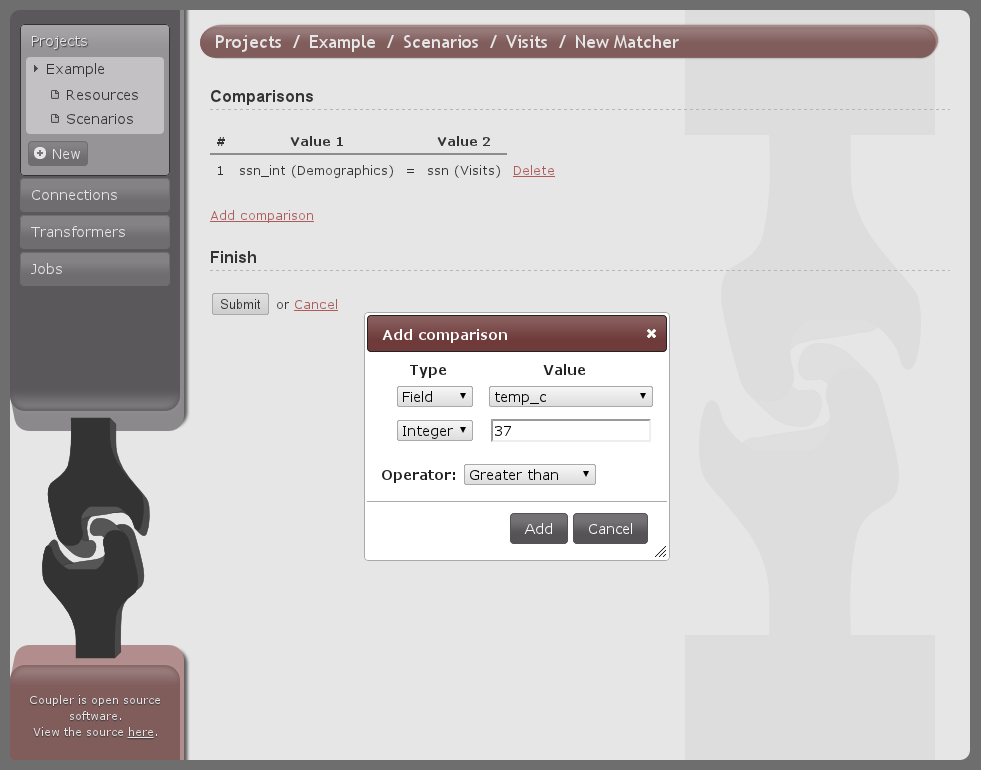 Projects
Example
Resources
Scenarios
New
Connections
Transformers
Jobs
Coupler is open source
software.
View the source here.
Projects / Example / Scenarios / Visits / New Matcher
Comparisons
# Value 1 Value 2
1 ssn_int (Demographics) = ssn (Visits) Delete
Add comparison
Finish
Submit or Cancel
Add comparison
Type Value
Field temp_c
Integer 37
Operator: Greater than
Add Cancel